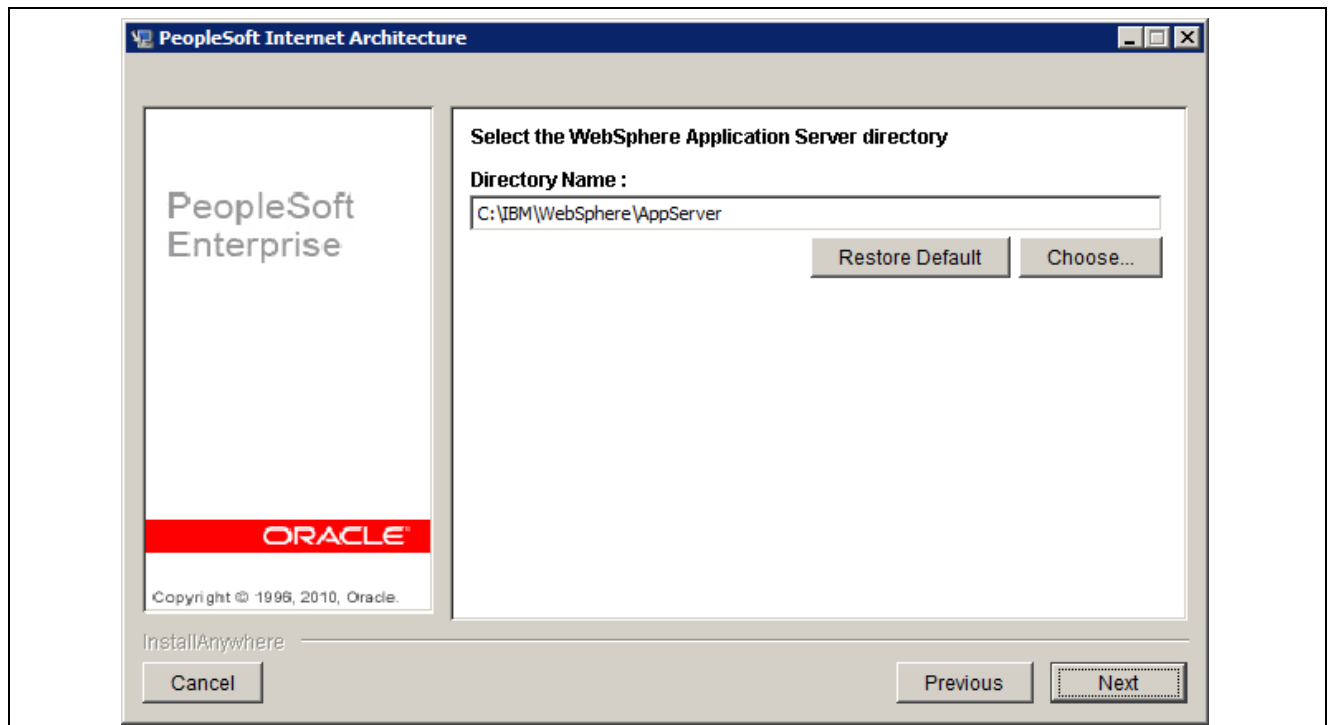 PeopleSoft Internet Architecture
PeopleSoft
Enterprise
ORACLE
Copyright © 1996, 2010, Oracle.
Select the WebSphere Application Server directory
Directory Name :
C:\IBM\WebSphere\AppServer
Restore Default
Choose...
InstallAnywhere
Cancel
Previous
Next